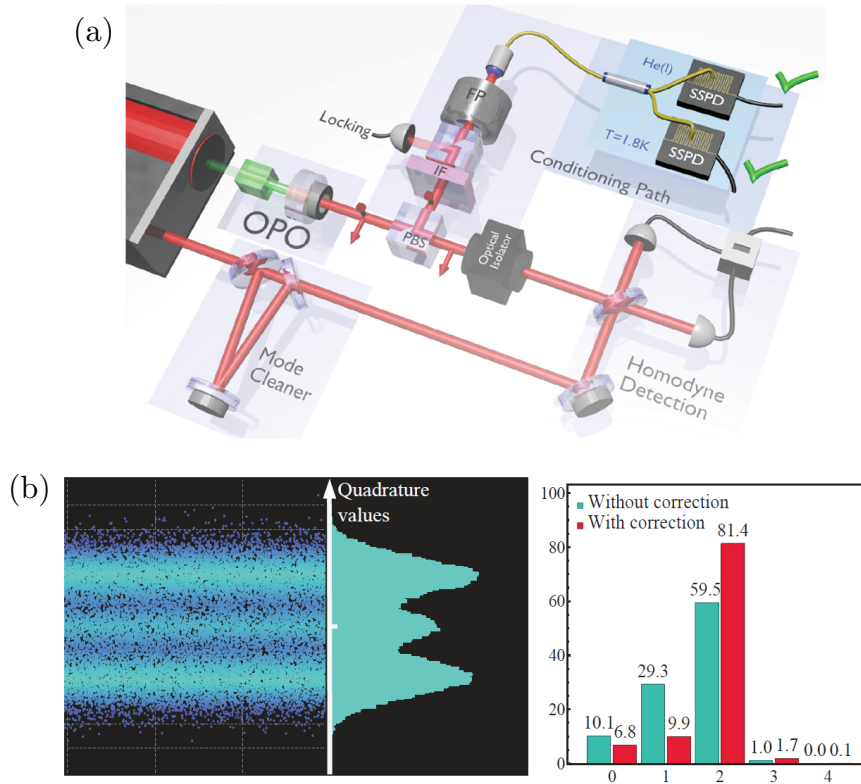 (a)
He(l)
SSPD
T=1.8K
SSPD
Conditioning Path
FP
Locking
IF
OPO
PBS
Optical
Isolator
Mode
Cleaner
Homodyne
Detection
(b)
Quadrature
values
100
80
60
40
20
0
Without correction
With correction
10.1
6.8
29.3
9.9
59.5
81.4
1.0
1.7
0.0
0.1
0
1
2
3
4